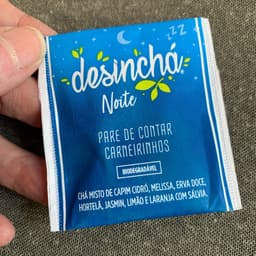 zzz
desinchá
Noite
PARE DE CONTAR
CARNEIRINHOS
BIODEGRADÁVEL
CHÁ MISTO DE CAPIM CIDRÓ, MELISSA, ERVA DOCE,
HORTELÃ, JASMIN, LIMÃO E LARANJA COM SÁLVIA.